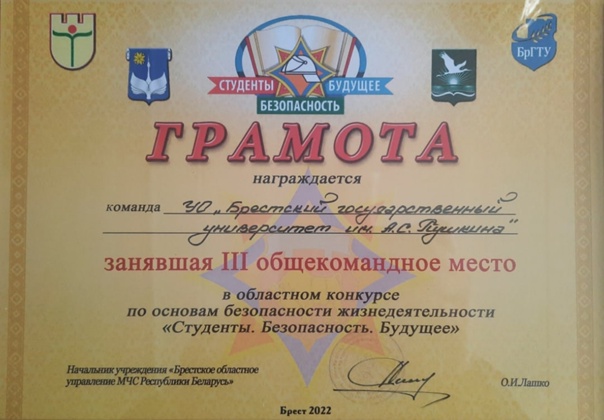 БрГТУ
СТУДЕНТЫ
БУДУЩЕЕ
БЕЗОПАСНОСТЬ
ГРАМОТА
награждается
команда УО „Брестский государственный
университет им. А.С. Пушкина"
занявшая III общекомандное место
в областном конкурсе
по основам безопасности жизнедеятельности
«Студенты. Безопасность. Будущее»
Начальник учреждения «Брестское областное
управление МЧС Республики Беларусь»
О.И.Лашко
Брест 2022